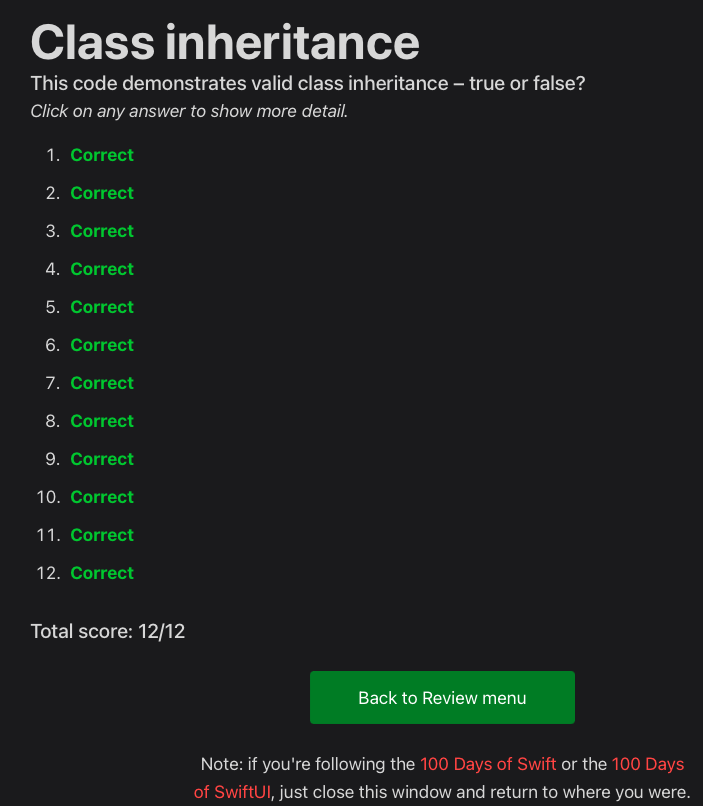 Class inheritance
This code demonstrates valid class inheritance – true or false?
Click on any answer to show more detail.
1. Correct
2. Correct
3. Correct
4. Correct
5. Correct
6. Correct
7. Correct
8. Correct
9. Correct
10. Correct
11. Correct
12. Correct
Total score: 12/12
Back to Review menu
Note: if you're following the 100 Days of Swift or the 100 Days
of SwiftUI, just close this window and return to where you were.